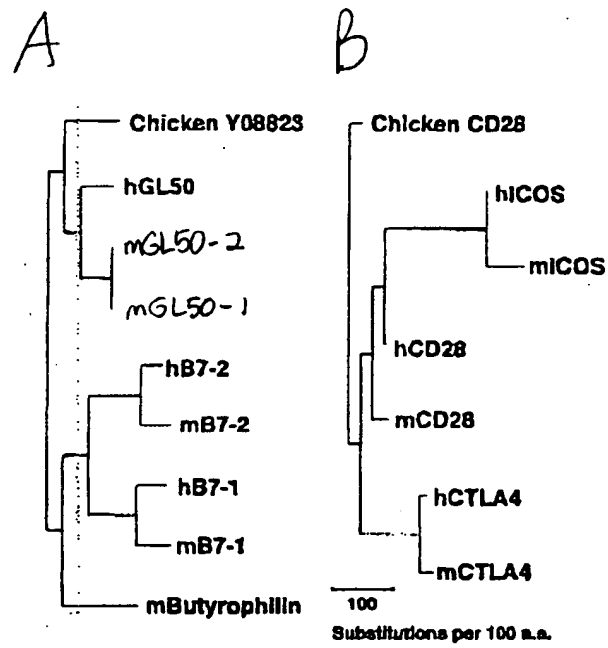 A
Chicken Y08823
hGL50
mGL50-2
mGL50-1
hB7-2
mB7-2
hB7-1
mB7-1
mButyrophilin
B
Chicken CD28
hICOS
mICOS
hCD28
mCD28
hCTLA4
mCTLA4
100
Substitutions per 100 a.a.